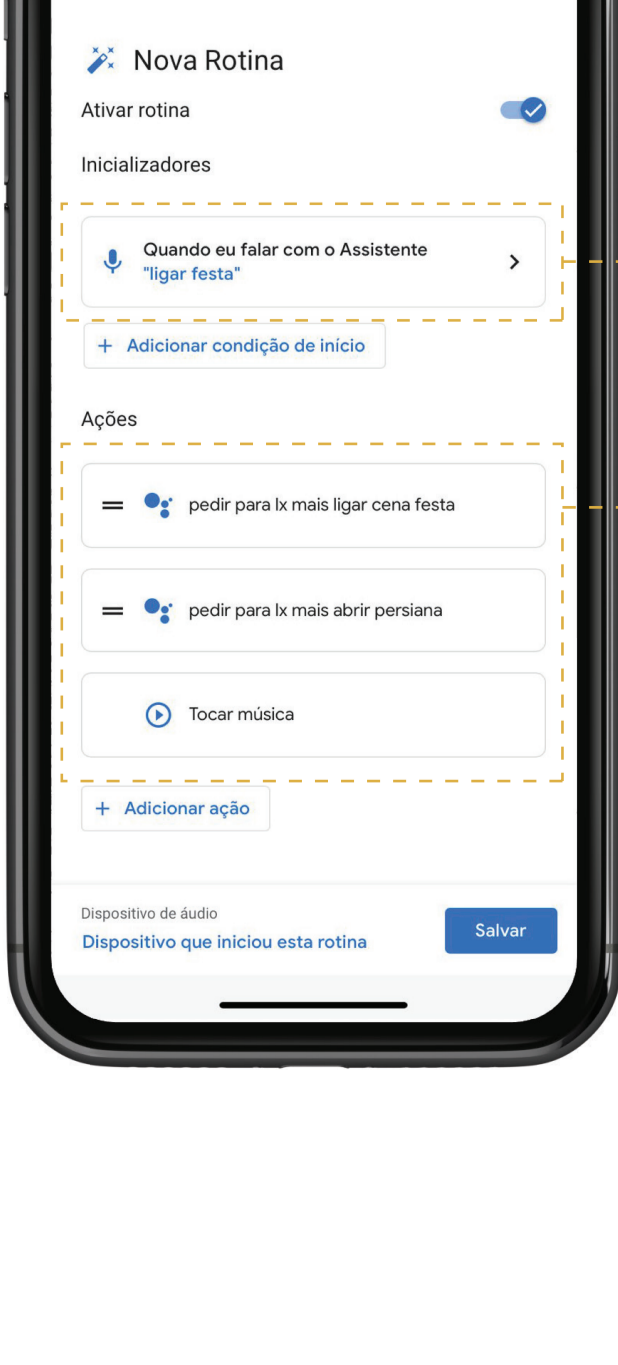 Nova Rotina
Ativar rotina
Inicializadores
Quando eu falar com o Assistente
"ligar festa"
+ Adicionar condição de início
Ações
pedir para lx mais ligar cena festa
pedir para lx mais abrir persiana
Tocar música
+ Adicionar ação
Dispositivo de áudio
Dispositivo que iniciou esta rotina
Salvar